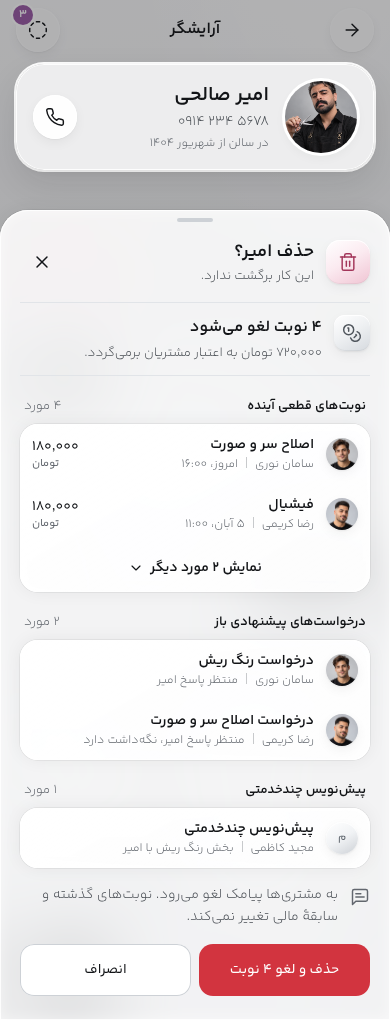 آرایشگر
۳
امیر صالحی
۰۹۱۴ ۲۳۴ ۵۶۷۸
در سالن از شهریور ۱۴۰۴
حذف امیر؟
این کار برگشت ندارد.
۴ نوبت لغو می‌شود
۷۲۰,۰۰۰ تومان به اعتبار مشتریان برمی‌گردد.
نوبت‌های قطعی آینده
۴ مورد
اصلاح سر و صورت
۱۸۰,۰۰۰
سامان نوری | امروز، ۱۶:۰۰
تومان
فیشیال
۱۸۰,۰۰۰
رضا کریمی | ۵ آبان، ۱۱:۰۰
تومان
نمایش ۲ مورد دیگر
درخواست‌های پیشنهادی باز
۲ مورد
درخواست رنگ ریش
سامان نوری | منتظر پاسخ امیر
درخواست اصلاح سر و صورت
رضا کریمی | منتظر پاسخ امیر، نگه‌داشت دارد
پیش‌نویس چندخدمتی
۱ مورد
م
پیش‌نویس چندخدمتی
مجید کاظمی | بخش رنگ ریش با امیر
به مشتری‌ها پیامک لغو می‌رود. نوبت‌های گذشته و
سابقهٔ مالی تغییر نمی‌کند.
حذف و لغو ۴ نوبت
انصراف